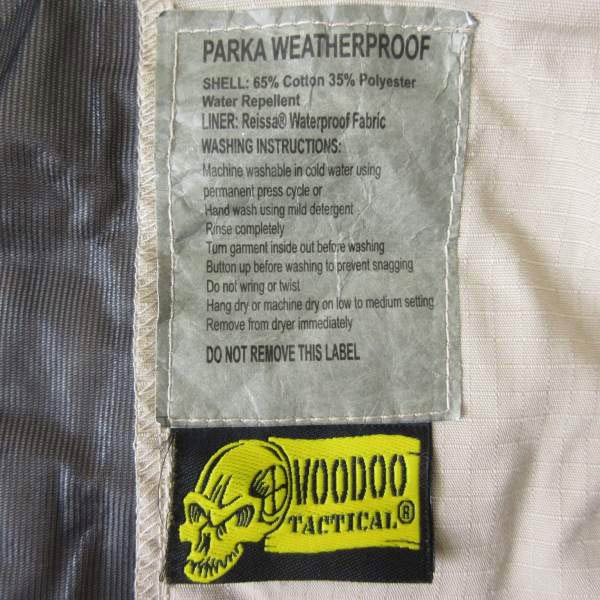 PARKA WEATHERPROOF
SHELL: 65% Cotton 35% Polyester
Water Repellent
LINER: Reissa® Waterproof Fabric
WASHING INSTRUCTIONS:
Machine washable in cold water using
permanent press cycle or
Hand wash using mild detergent
Rinse completely
Turn garment inside out before washing
Button up before washing to prevent snagging
Do not wring or twist
Hang dry or machine dry on low to medium setting
Remove from dryer immediately
DO NOT REMOVE THIS LABEL
VOODOO
TACTICAL®